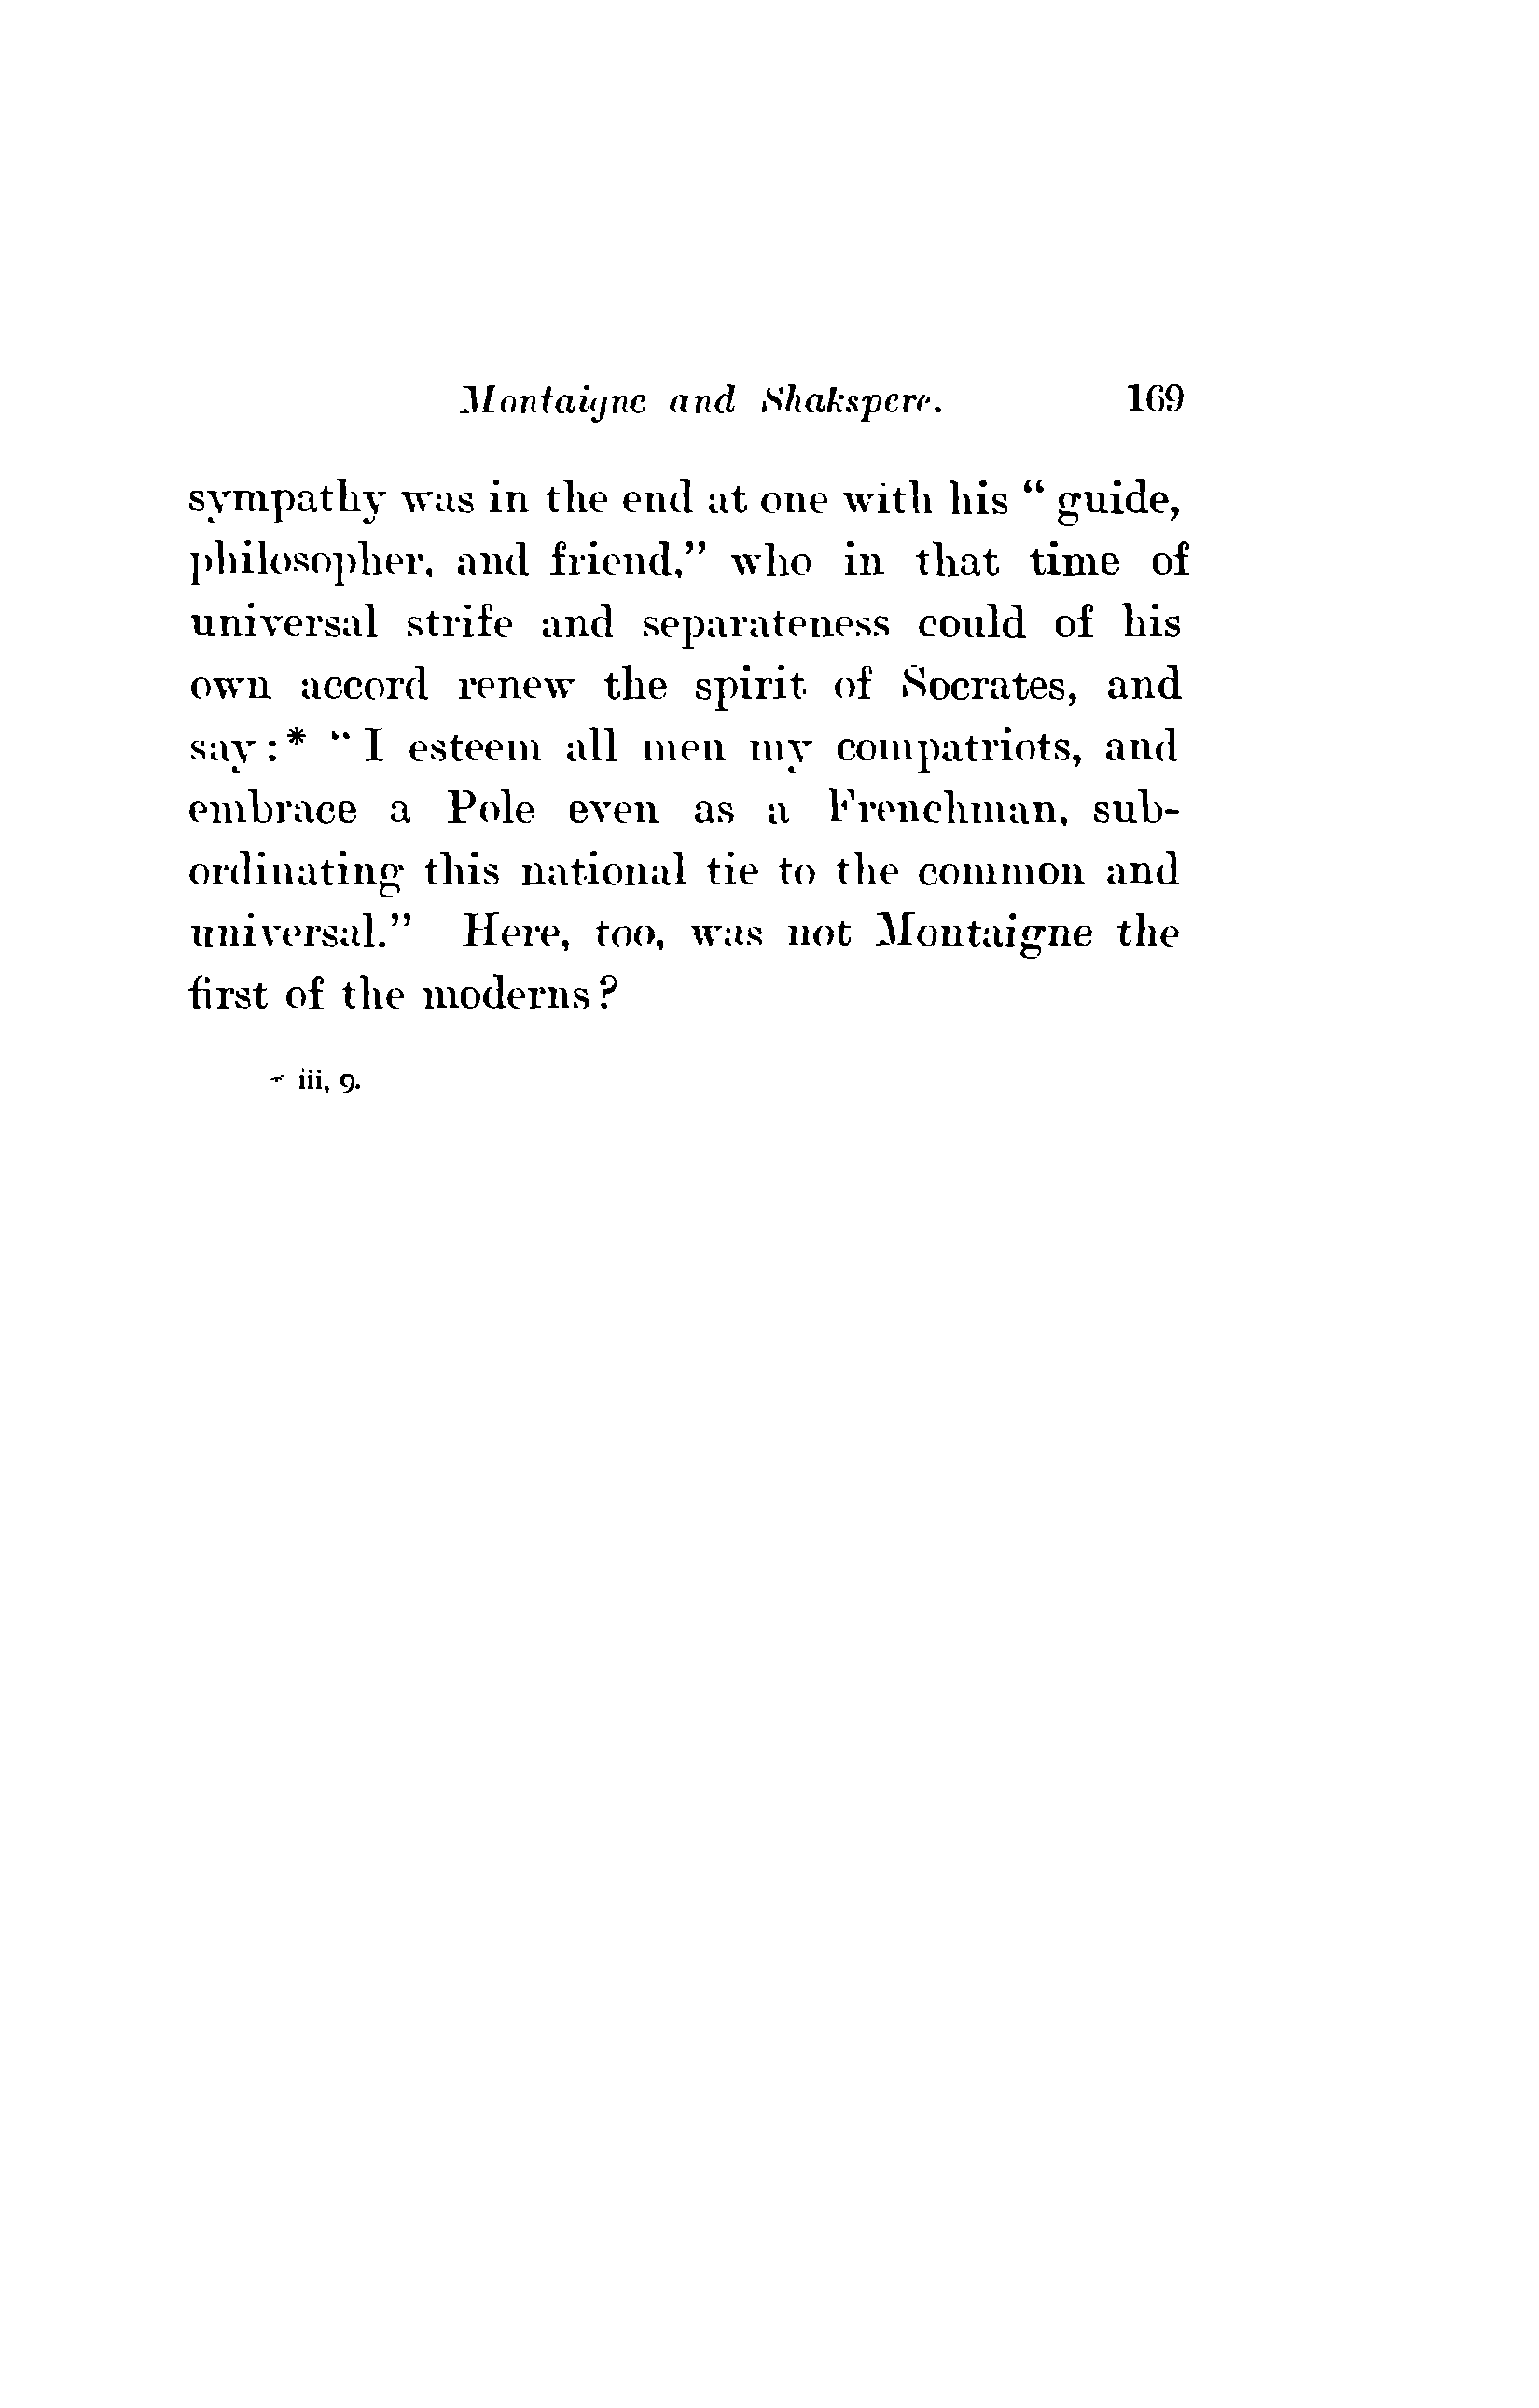 Montaigne and Shakspere. 169
sympathy was in the end at one with his “ guide,
philosopher, and friend,” who in that time of
universal strife and separateness could of his
own accord renew the spirit of Socrates, and
say :* “ I esteem all men my compatriots, and
embrace a Pole even as a Frenchman, sub-
ordinating this national tie to the common and
universal.” Here, too, was not Montaigne the
first of the moderns ?
* iii, 9.